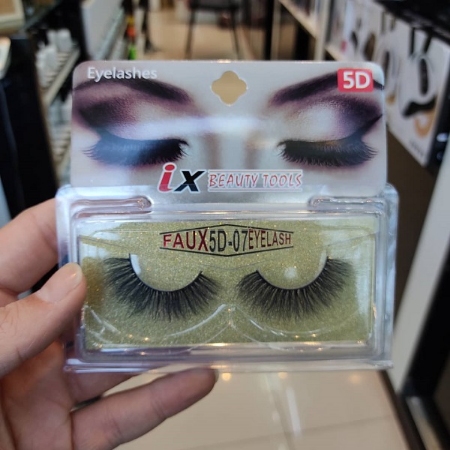 Eyelashes
5D
ix BEAUTY TOOLS
FAUX5D-07EYELASH